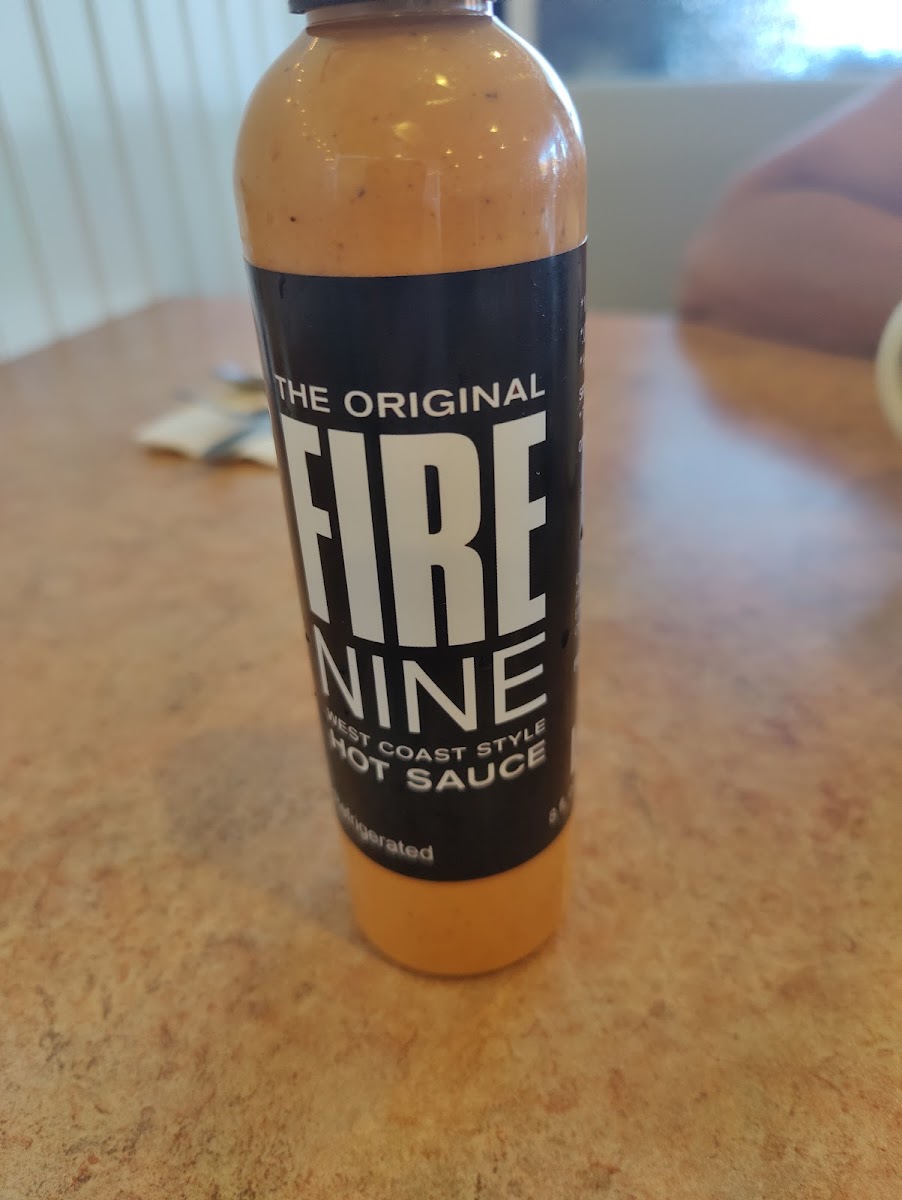 THE ORIGINAL
FIRE
NINE
WEST COAST STYLE
HOT SAUCE